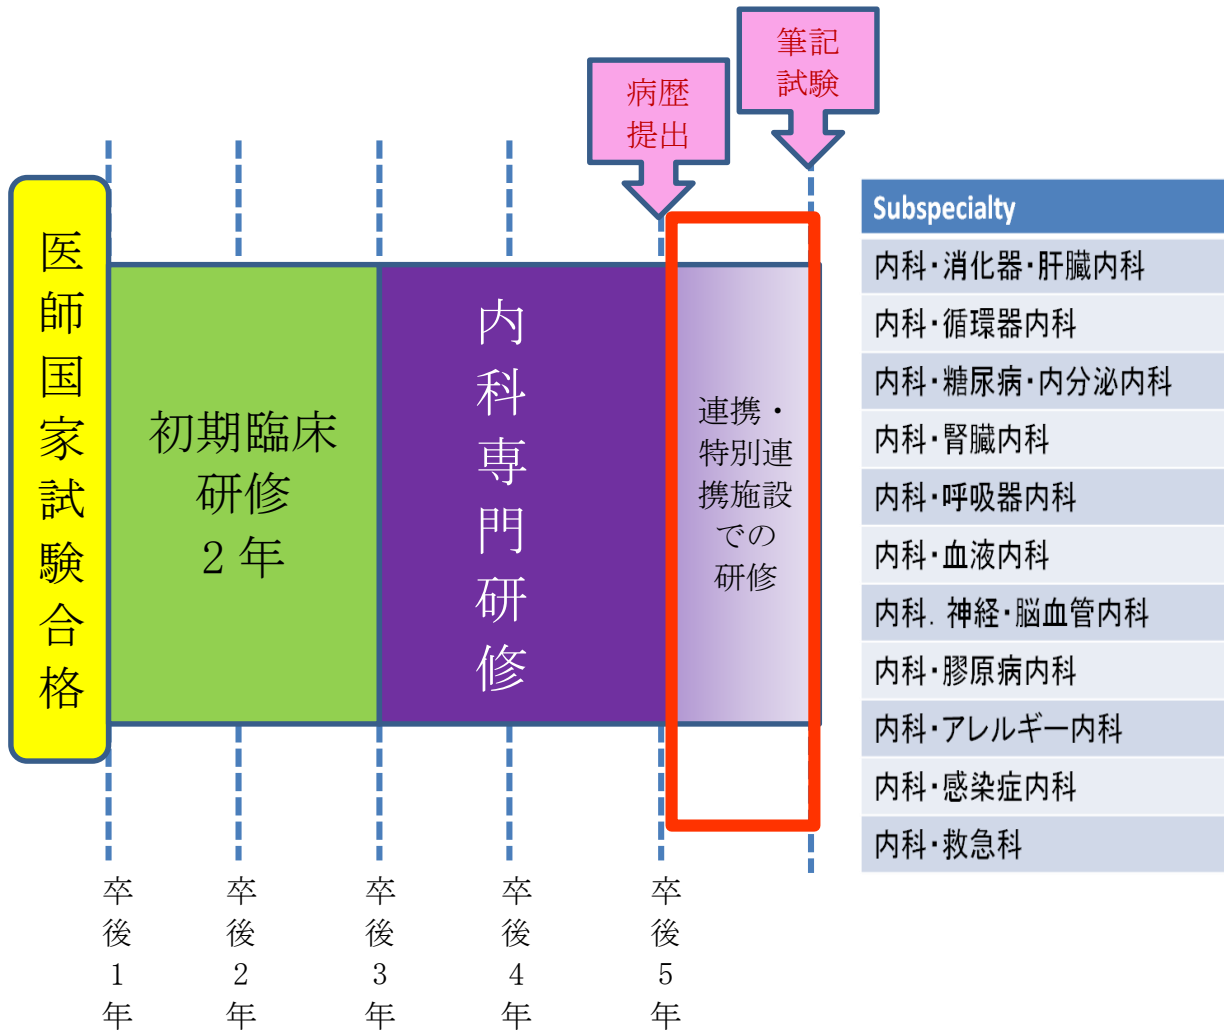 筆記
試験
病歴
提出
医師国家試験合格
初期臨床
研修
2年
内科専門研修
連携・
特別連
携施設
での
研修
Subspecialty
内科・消化器・肝臓内科
内科・循環器内科
内科・糖尿病・内分泌内科
内科・腎臓内科
内科・呼吸器内科
内科・血液内科
内科．神経・脳血管内科
内科・膠原病内科
内科・アレルギー内科
内科・感染症内科
内科・救急科
卒後1年
卒後2年
卒後3年
卒後4年
卒後5年